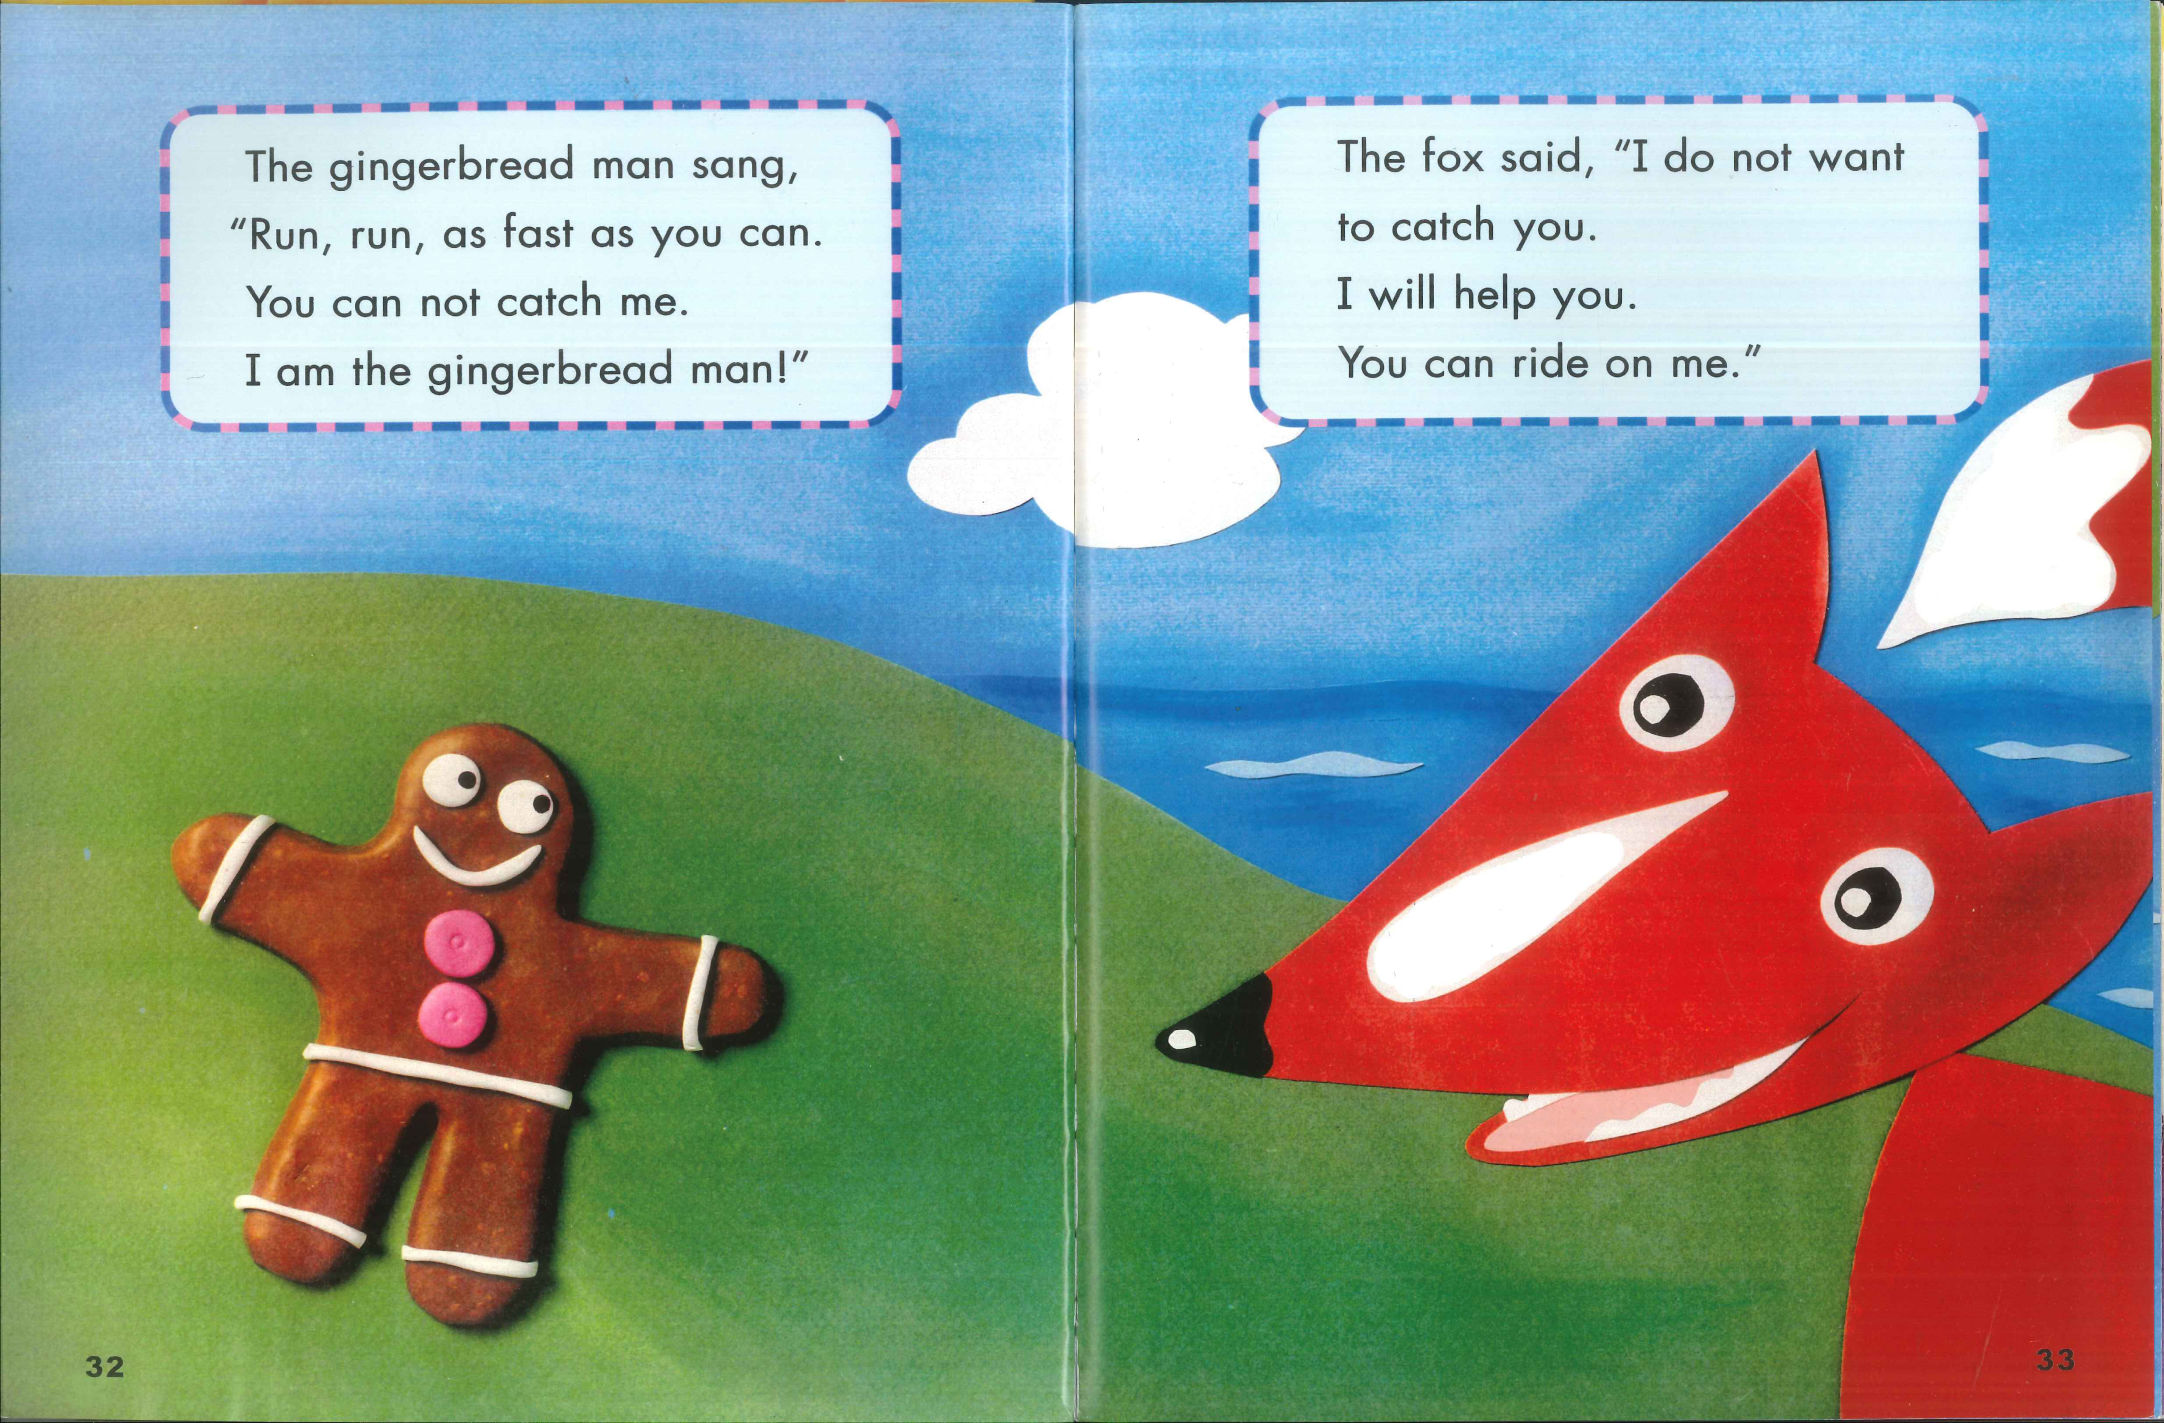 The gingerbread man sang,
“Run, run, as fast as you can.
You can not catch me.
I am the gingerbread man!”
32
The fox said, “I do not want
to catch you.
I will help you.
You can ride on me.”
33